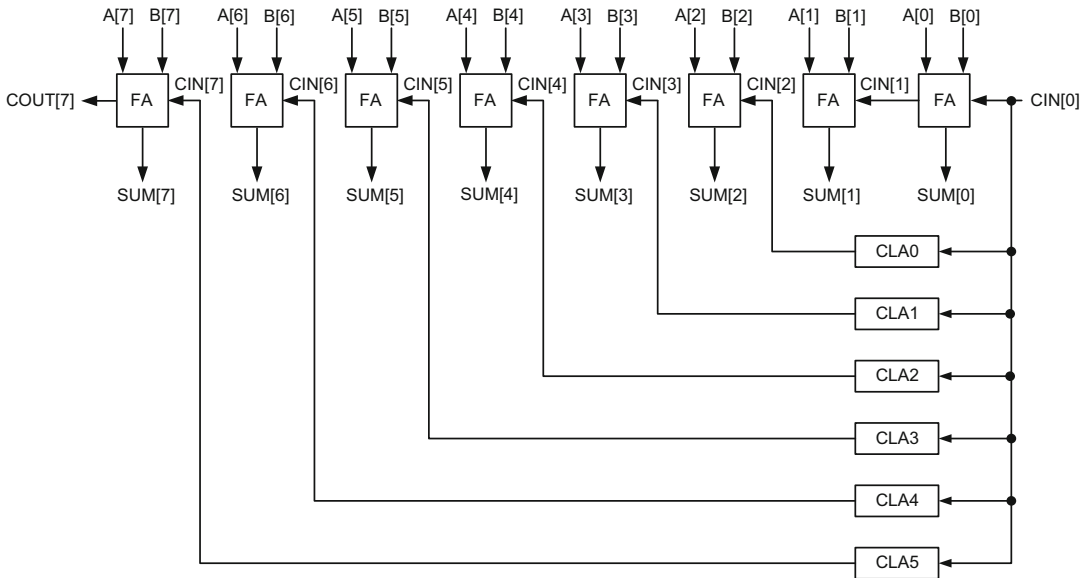 A[7] B[7] A[6] B[6] A[5] B[5] A[4] B[4] A[3] B[3] A[2] B[2] A[1] B[1] A[0] B[0]
CIN[7] CIN[6] CIN[5] CIN[4] CIN[3] CIN[2] CIN[1]
COUT[7] FA FA FA FA FA FA FA FA CIN[0]
SUM[7] SUM[6] SUM[5] SUM[4] SUM[3] SUM[2] SUM[1] SUM[0]
CLA0
CLA1
CLA2
CLA3
CLA4
CLA5